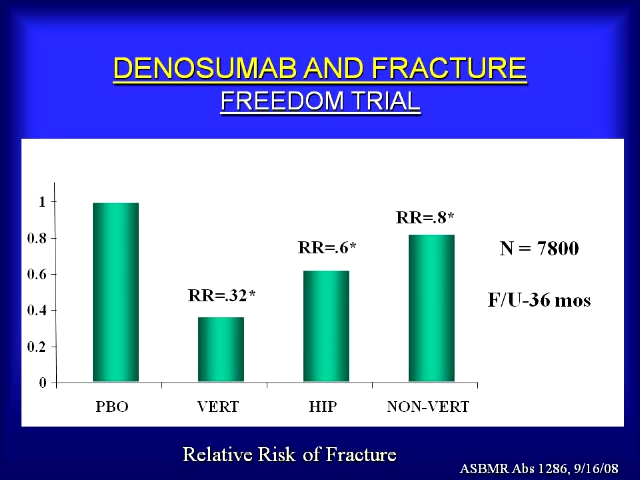 DENOSUMAB AND FRACTURE
FREEDOM TRIAL
1
0.8
0.6
0.4
0.2
0
RR=.32*
RR=.6*
RR=.8*
N = 7800
F/U-36 mos
PBO VERT HIP NON-VERT
Relative Risk of Fracture
ASBMR Abs 1286, 9/16/08